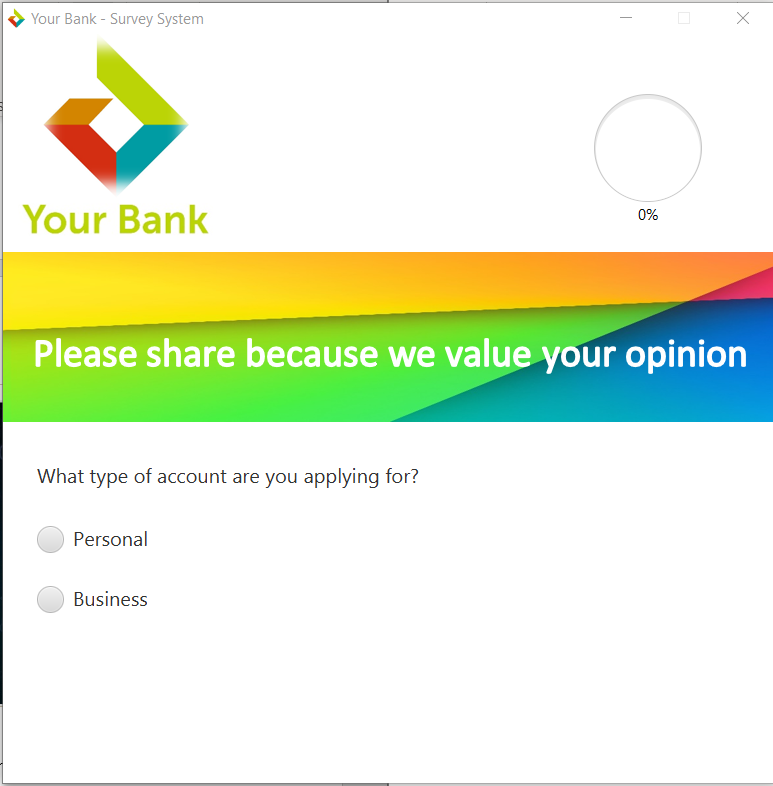 Your Bank - Survey System
Your Bank
0%
Please share because we value your opinion
What type of account are you applying for?
Personal
Business